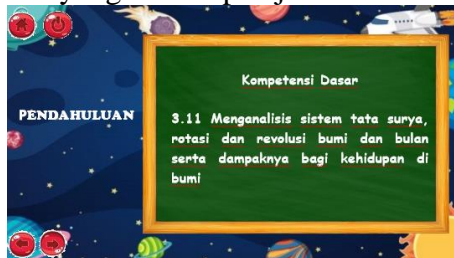 Kompetensi Dasar
PENDAHULUAN
3.11 Menganalisis sistem tata surya,
rotasi dan revolusi bumi dan bulan
serta dampaknya bagi kehidupan di
bumi